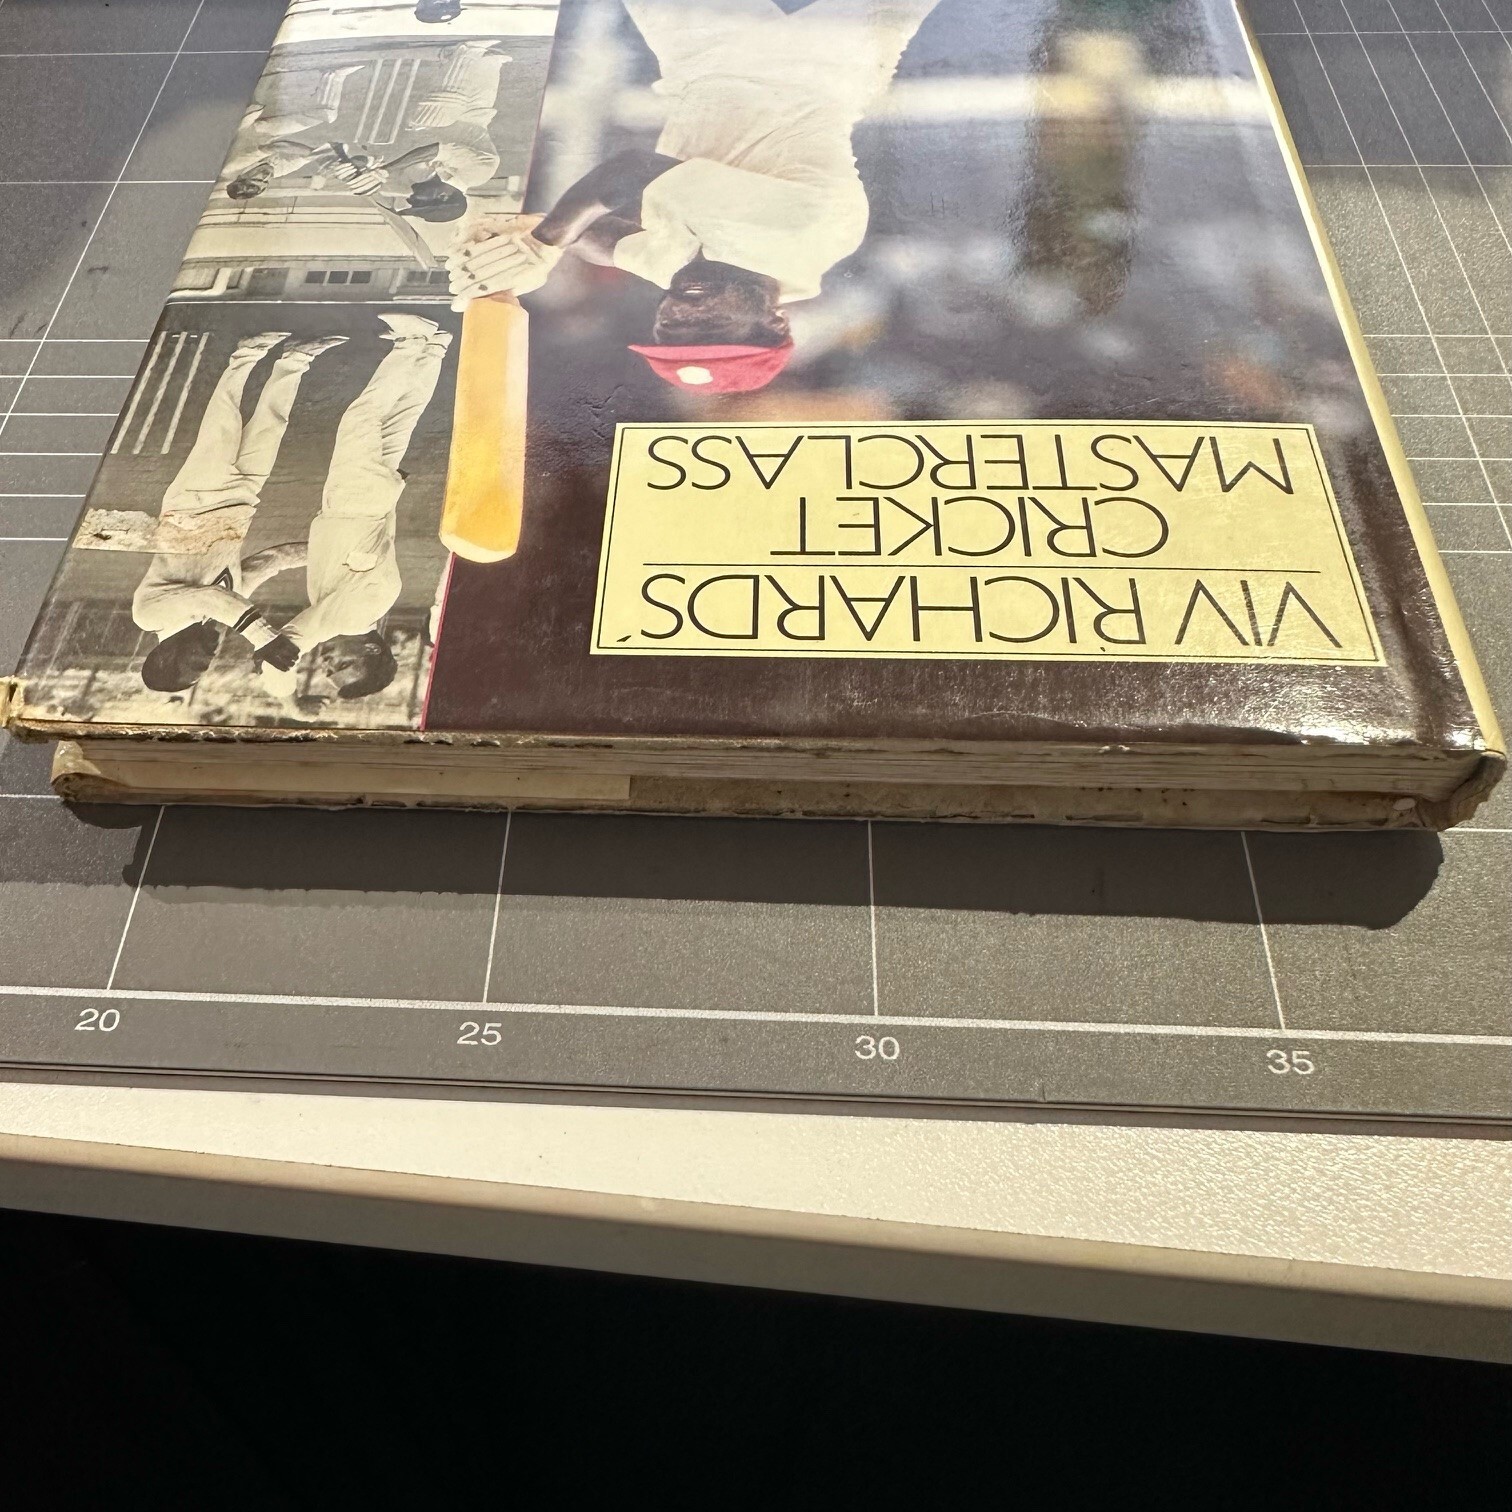 VIV RICHARDS'
CRICKET
MASTERCLASS
20
25
30
35